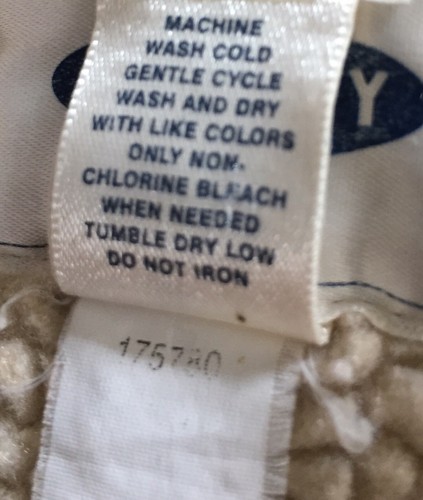 MACHINE
WASH COLD
GENTLE CYCLE
WASH AND DRY
WITH LIKE COLORS
ONLY NON-
CHLORINE BLEACH
WHEN NEEDED
TUMBLE DRY LOW
DO NOT IRON
Y
175780